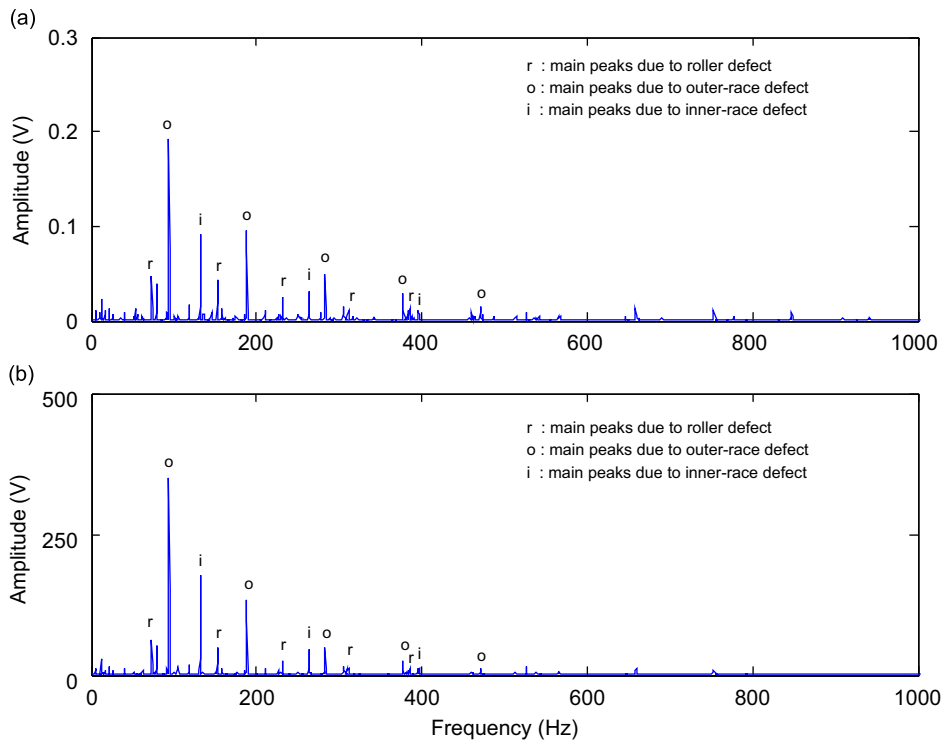 (a)
0.3
0.2
0.1
0
Amplitude (V)
r : main peaks due to roller defect
o : main peaks due to outer-race defect
i : main peaks due to inner-race defect
r
o
i
r
o
r
i
o
r
o
r
i
o
0 200 400 600 800 1000
(b)
500
250
0
Amplitude (V)
r : main peaks due to roller defect
o : main peaks due to outer-race defect
i : main peaks due to inner-race defect
r
o
i
r
o
r
i
o
r
o
r
i
o
0 200 400 600 800 1000
Frequency (Hz)